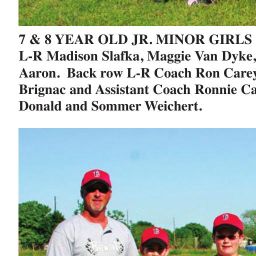 7 & 8 YEAR OLD JR. MINOR GIRLS
L-R Madison Slafka, Maggie Van Dyke,
Aaron. Back row L-R Coach Ron Carey
Brignac and Assistant Coach Ronnie Ca
Donald and Sommer Weichert.